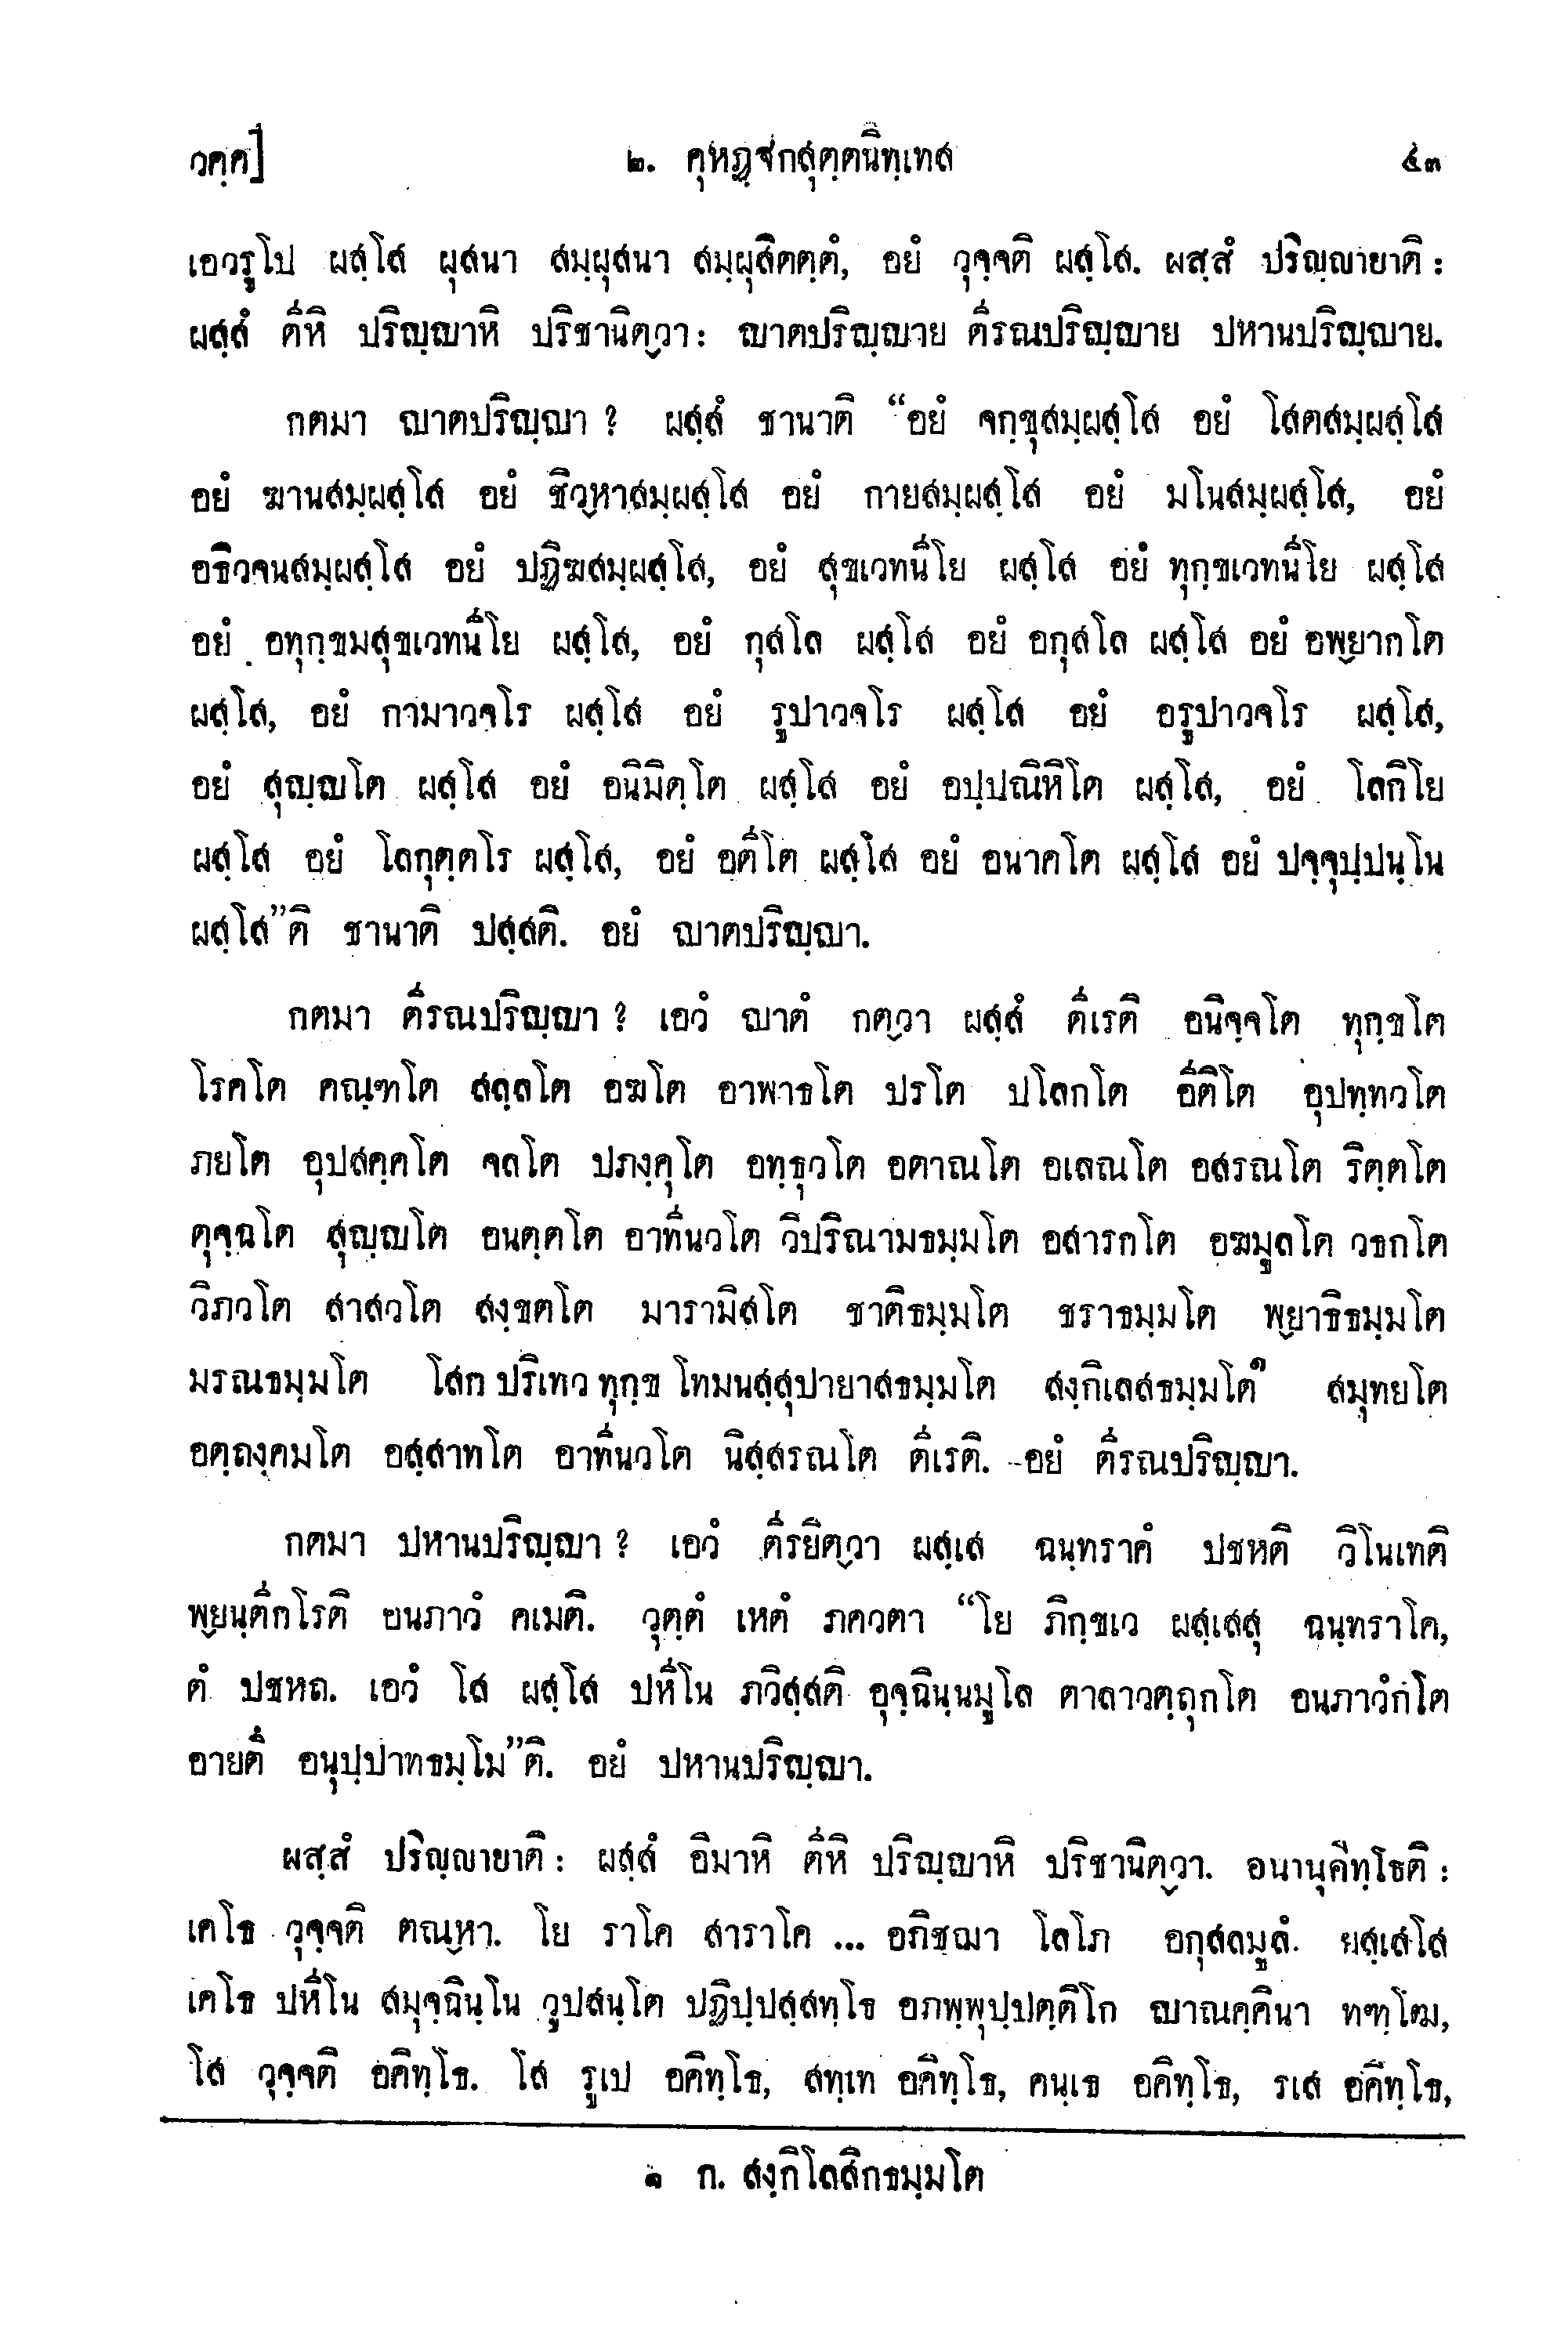 วคฺค]
๒. คุหฏฺฐกสุตฺตนิทฺเทส
๕๓
เอวรูโป ผสฺโส ผุสนา สมฺผุสนา สมฺผุสิตตฺตํ, อยํ วุจฺจติ ผสฺโส. ผสฺสํ ปริญฺญายาติ :
ผสฺสํ ตีหิ ปริญฺญาหิ ปริชานิตฺวา : ญาตปริญฺญาย ตีรณปริญฺญาย ปหานปริญฺญาย.
กตมา ญาตปริญฺญา ? ผสฺสํ ชานาติ “อยํ จกฺขุสมฺผสฺโส อยํ โสตสมฺผสฺโส
อยํ ฆานสมฺผสฺโส อยํ ชิวฺหาสมฺผสฺโส อยํ กายสมฺผสฺโส อยํ มโนสมฺผสฺโส, อยํ
อธิวจนสมฺผสฺโส อยํ ปฏิฆสมฺผสฺโส, อยํ สุขเวทนีโย ผสฺโส อยํ ทุกฺขเวทนีโย ผสฺโส
อยํ อทุกฺขมสุขเวทนีโย ผสฺโส, อยํ กุสโล ผสฺโส อยํ อกุสโล ผสฺโส อยํ อพฺยากโต
ผสฺโส, อยํ กามาวจโร ผสฺโส อยํ รูปาวจโร ผสฺโส อยํ อรูปาวจโร ผสฺโส,
อยํ สุญฺญโต ผสฺโส อยํ อนิมิตฺโต ผสฺโส อยํ อปฺปณิหิโต ผสฺโส, อยํ โลกิโย
ผสฺโส อยํ โลกุตฺตโร ผสฺโส, อยํ อตีโต ผสฺโส อยํ อนาคโต ผสฺโส อยํ ปจฺจุปฺปนฺโน
ผสฺโส”ติ ชานาติ ปสฺสติ. อยํ ญาตปริญฺญา.
กตมา ตีรณปริญฺญา ? เอวํ ญาตํ กตฺวา ผสฺสํ ตีเรติ อนิจฺจโต ทุกฺขโต
โรคโต คณฺฑโต สลฺลโต อฆโต อาพาธโต ปรโต ปโลกโต อีติโต อุปทฺทวโต
ภยโต อุปสคฺคโต จลโต ปภงฺคุโต อทฺธุวโต อตาณโต อเลณโต อสรณโต ริตฺตโต
ตุจฺฉโต สุญฺญโต อนตฺตโต อาทีนวโต วิปริณามธมฺมโต อสารกโต อฆมูลโต วธกโต
วิภวโต สาสวโต สงฺขตโต มารามิสโต ชาติธมฺมโต ชราธมฺมโต พฺยาธิธมฺมโต
มรณธมฺมโต โสก ปริเทว ทุกฺข โทมนสฺสุปายาสธมฺมโต สงฺกิเลสธมฺมโต๑ สมุทยโต
อตฺถงฺคมโต อสฺสาทโต อาทีนวโต นิสฺสรณโต ตีเรติ. อยํ ตีรณปริญฺญา.
กตมา ปหานปริญฺญา ? เอวํ ตีรยิตฺวา ผสฺเส ฉนฺทราคํ ปชหติ วิโนเทติ
พฺยนฺตีกโรติ อนภาวํ คเมติ. วุตฺตํ เหตํ ภควตา “โย ภิกฺขเว ผสฺเสสุ ฉนฺทราโค,
ตํ ปชหถ. เอวํ โส ผสฺโส ปหีโน ภวิสฺสติ อุจฺฉินฺนมูโล ตาลาวตฺถุกโต อนภาวํกโต
อายตึ อนุปฺปาทธมฺโม”ติ. อยํ ปหานปริญฺญา.
ผสฺสํ ปริญฺญายาติ : ผสฺสํ อิมาหิ ตีหิ ปริญฺญาหิ ปริชานิตฺวา. อนานุคิทฺโธติ :
เคโธ วุจฺจติ ตณฺหา. โย ราโค สาราโค ... อภิชฺฌา โลโภ อกุสลมูลํ. ยสฺเสโส
เคโธ ปหีโน สมุจฺฉินฺโน วูปสนฺโต ปฏิปฺปสฺสทฺโธ อภพฺพุปฺปตฺติโก ญาณคฺคินา ทฑฺโฒ,
โส วุจฺจติ อคิทฺโธ. โส รูเป อคิทฺโธ, สทฺเท อคิทฺโธ, คนฺเธ อคิทฺโธ, รเส อคิทฺโธ,
๑ ก. สงฺกิโลสิกธมฺมโต